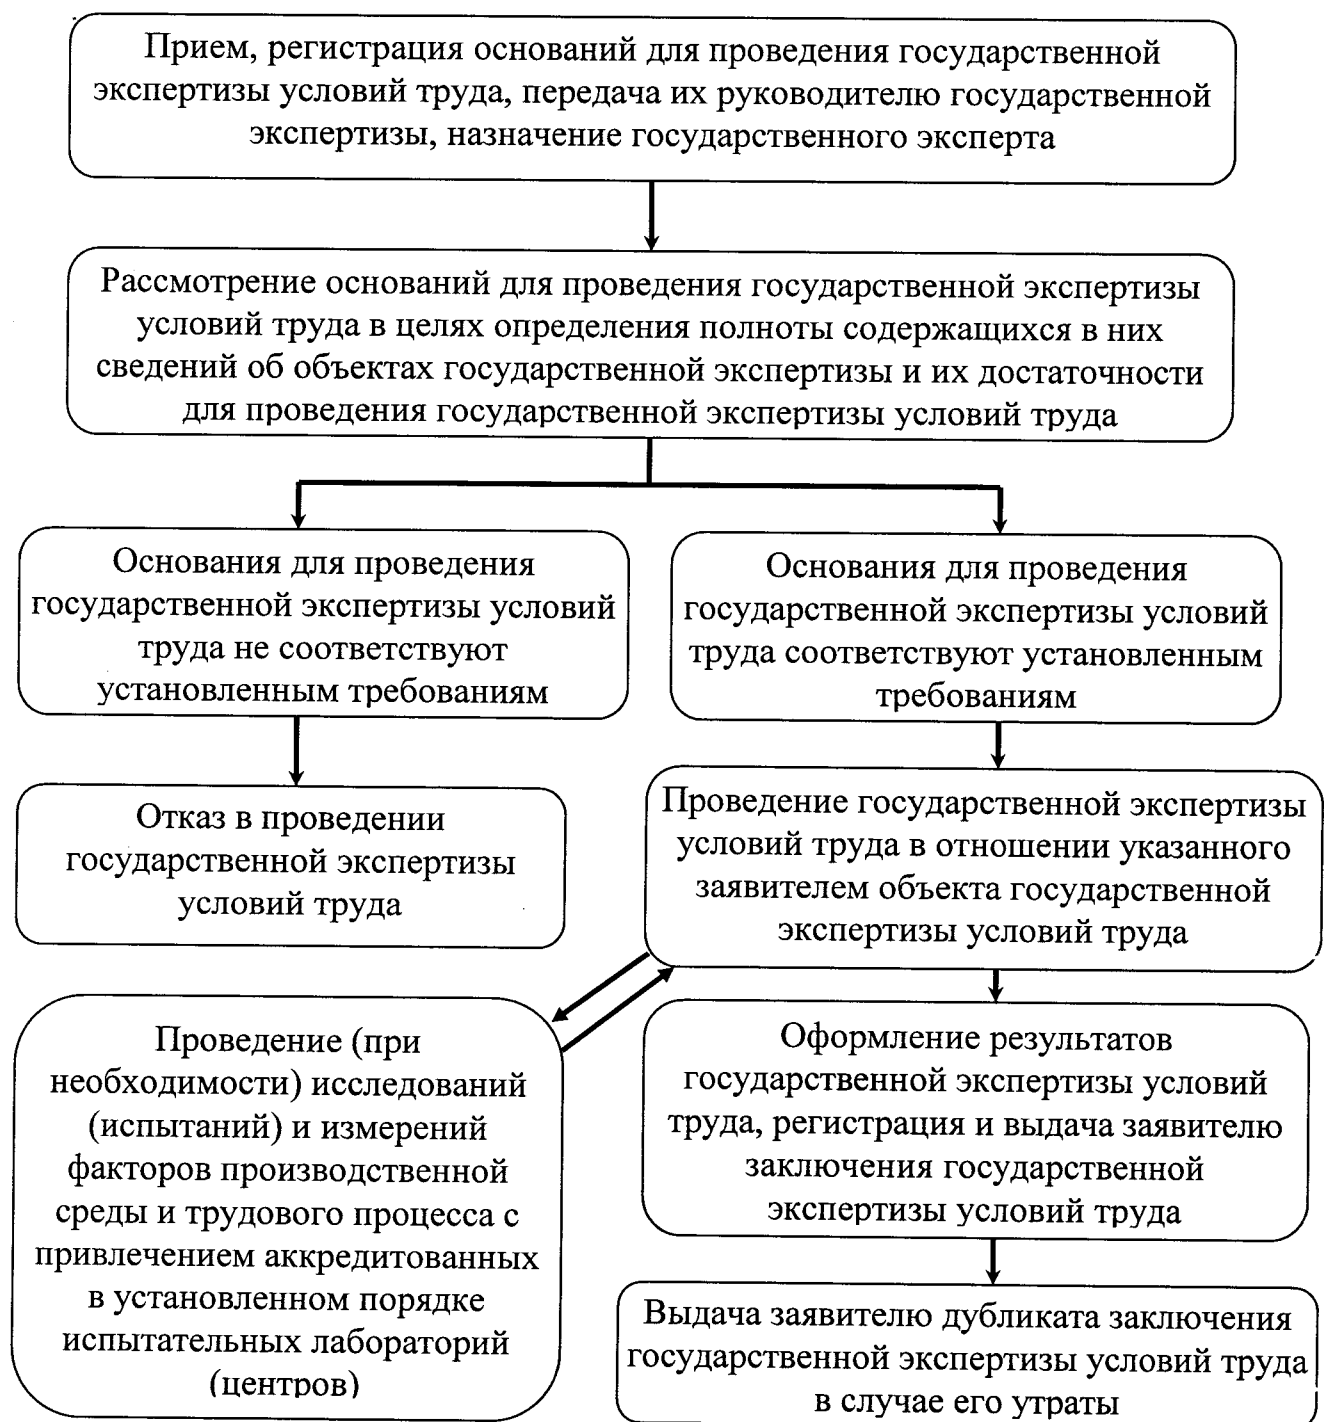 Прием, регистрация оснований для проведения государственной
экспертизы условий труда, передача их руководителю государственной
экспертизы, назначение государственного эксперта
Рассмотрение оснований для проведения государственной экспертизы
условий труда в целях определения полноты содержащихся в них
сведений об объектах государственной экспертизы и их достаточности
для проведения государственной экспертизы условий труда
Основания для проведения
государственной экспертизы условий
труда не соответствуют
установленным требованиям
Основания для проведения
государственной экспертизы условий
труда соответствуют установленным
требованиям
Отказ в проведении
государственной экспертизы
условий труда
Проведение государственной экспертизы
условий труда в отношении указанного
заявителем объекта государственной
экспертизы условий труда
Проведение (при
необходимости) исследований
(испытаний) и измерений
факторов производственной
среды и трудового процесса с
привлечением аккредитованных
в установленном порядке
испытательных лабораторий
(центров)
Оформление результатов
государственной экспертизы условий
труда, регистрация и выдача заявителю
заключения государственной
экспертизы условий труда
Выдача заявителю дубликата заключения
государственной экспертизы условий труда
в случае его утраты